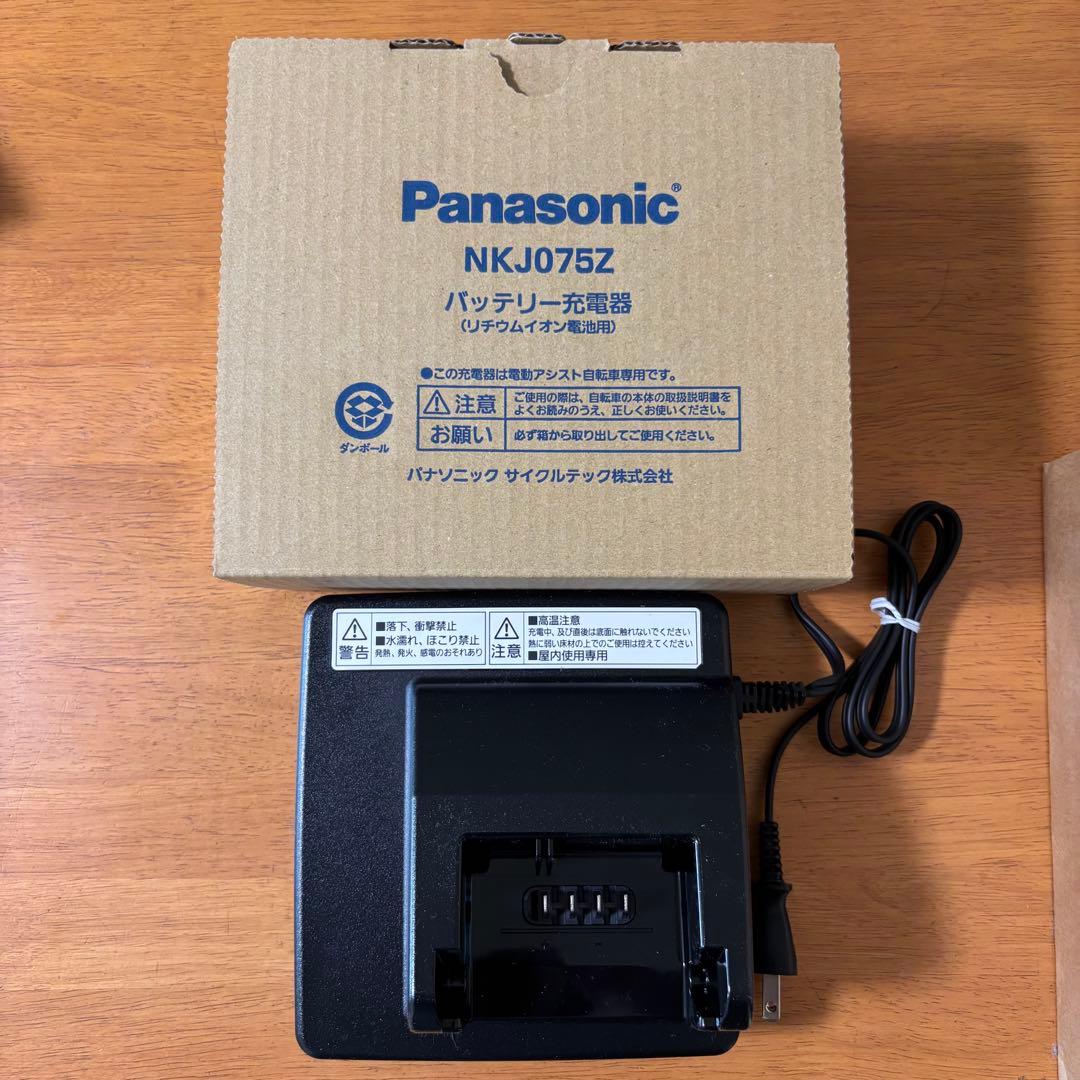 Panasonic®
NKJ075Z
バッテリー充電器
(リチウムイオン電池用)
●この充電器は電動アシスト自転車専用です。
注意
ご使用の際は、自転車の本体の取扱説明書を
よくお読みのうえ、正しくお使いください。
お願い
必ず箱から取り出してご使用ください。
ダンボール
パナソニック サイクルテック株式会社
警告
■落下、衝撃禁止
■水濡れ、ほこり禁止
発熱、発火、感電のおそれあり
注意
■高温注意
充電中、及び直後は底面に触れないでください
熱に弱い床材の上でのご使用は控えてください
■屋内使用専用